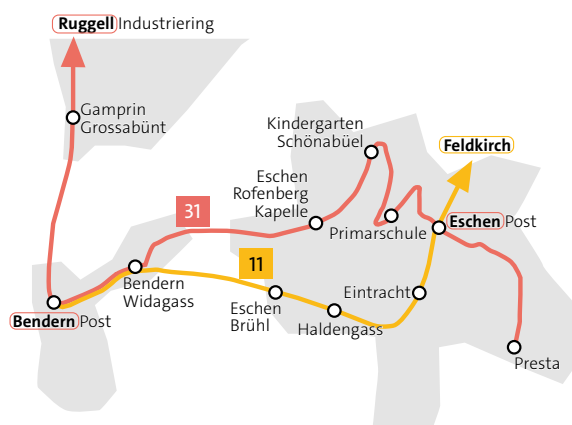 Ruggell Industriering
Gamprin
Grossabünt
Kindergarten
Schönabüel
Feldkirch
Eschen
Rofenberg
Kapelle
31
Primarschule
Eschen Post
11
Bendern
Widagass
Eschen
Brühl
Eintracht
Haldengass
Bendern Post
Presta